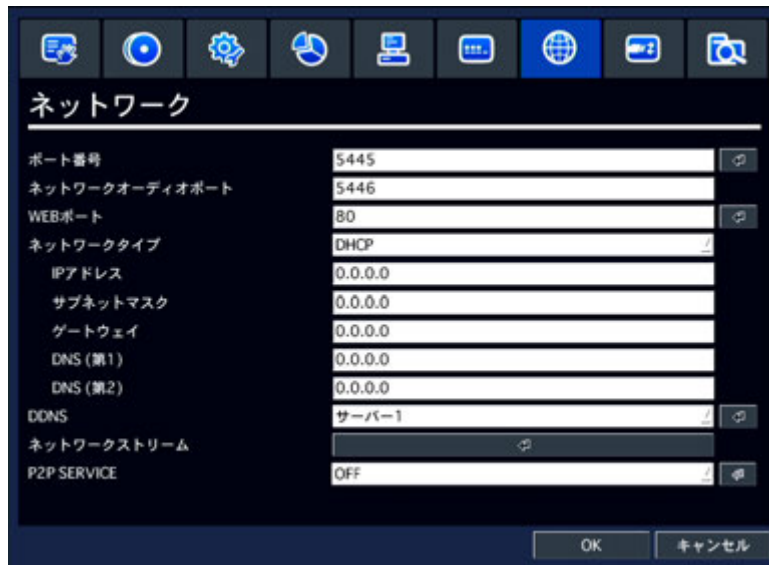 ネットワーク
ポート番号 5445
ネットワークオーディオポート 5446
WEBポート 80
ネットワークタイプ DHCP
IPアドレス 0.0.0.0
サブネットマスク 0.0.0.0
ゲートウェイ 0.0.0.0
DNS (第1) 0.0.0.0
DNS (第2) 0.0.0.0
DDNS サーバー1
ネットワークストリーム
P2P SERVICE OFF
OK キャンセル